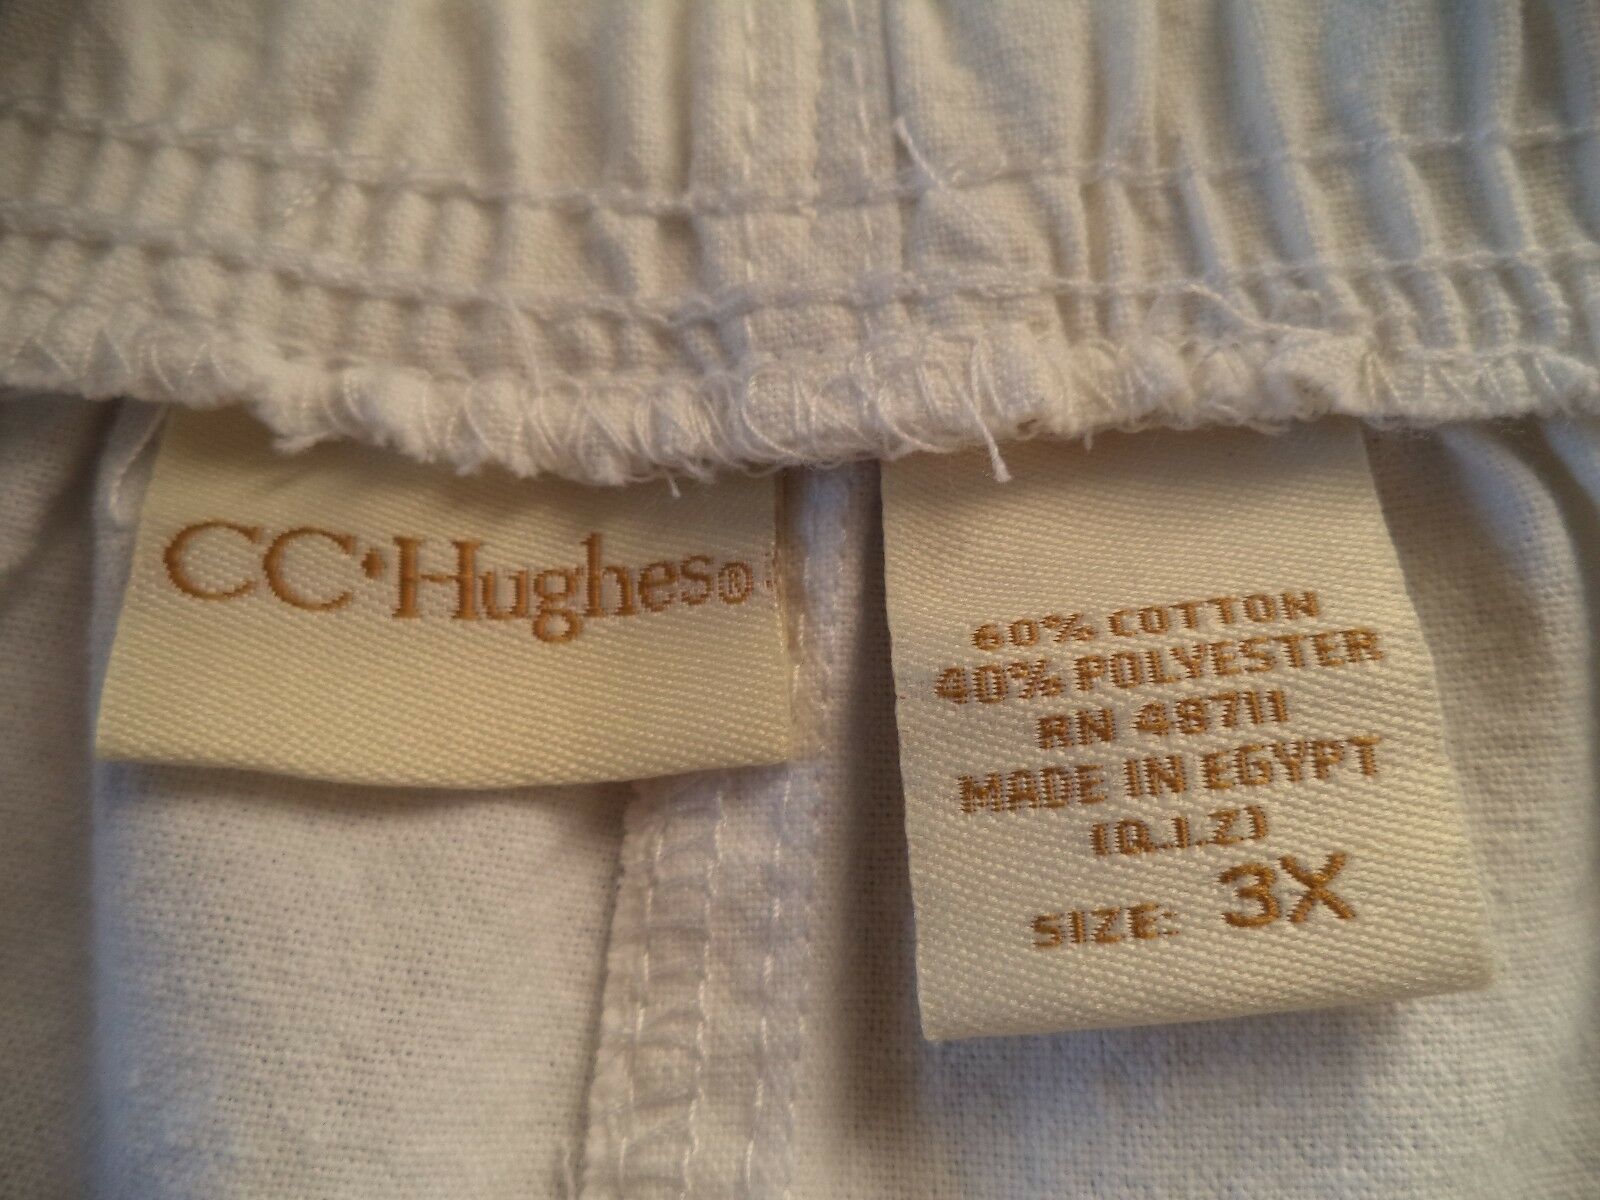 CC•Hughes®
60% COTTON
40% POLYESTER
RN 48711
MADE IN EGYPT
(Q.I.Z)
SIZE: 3X